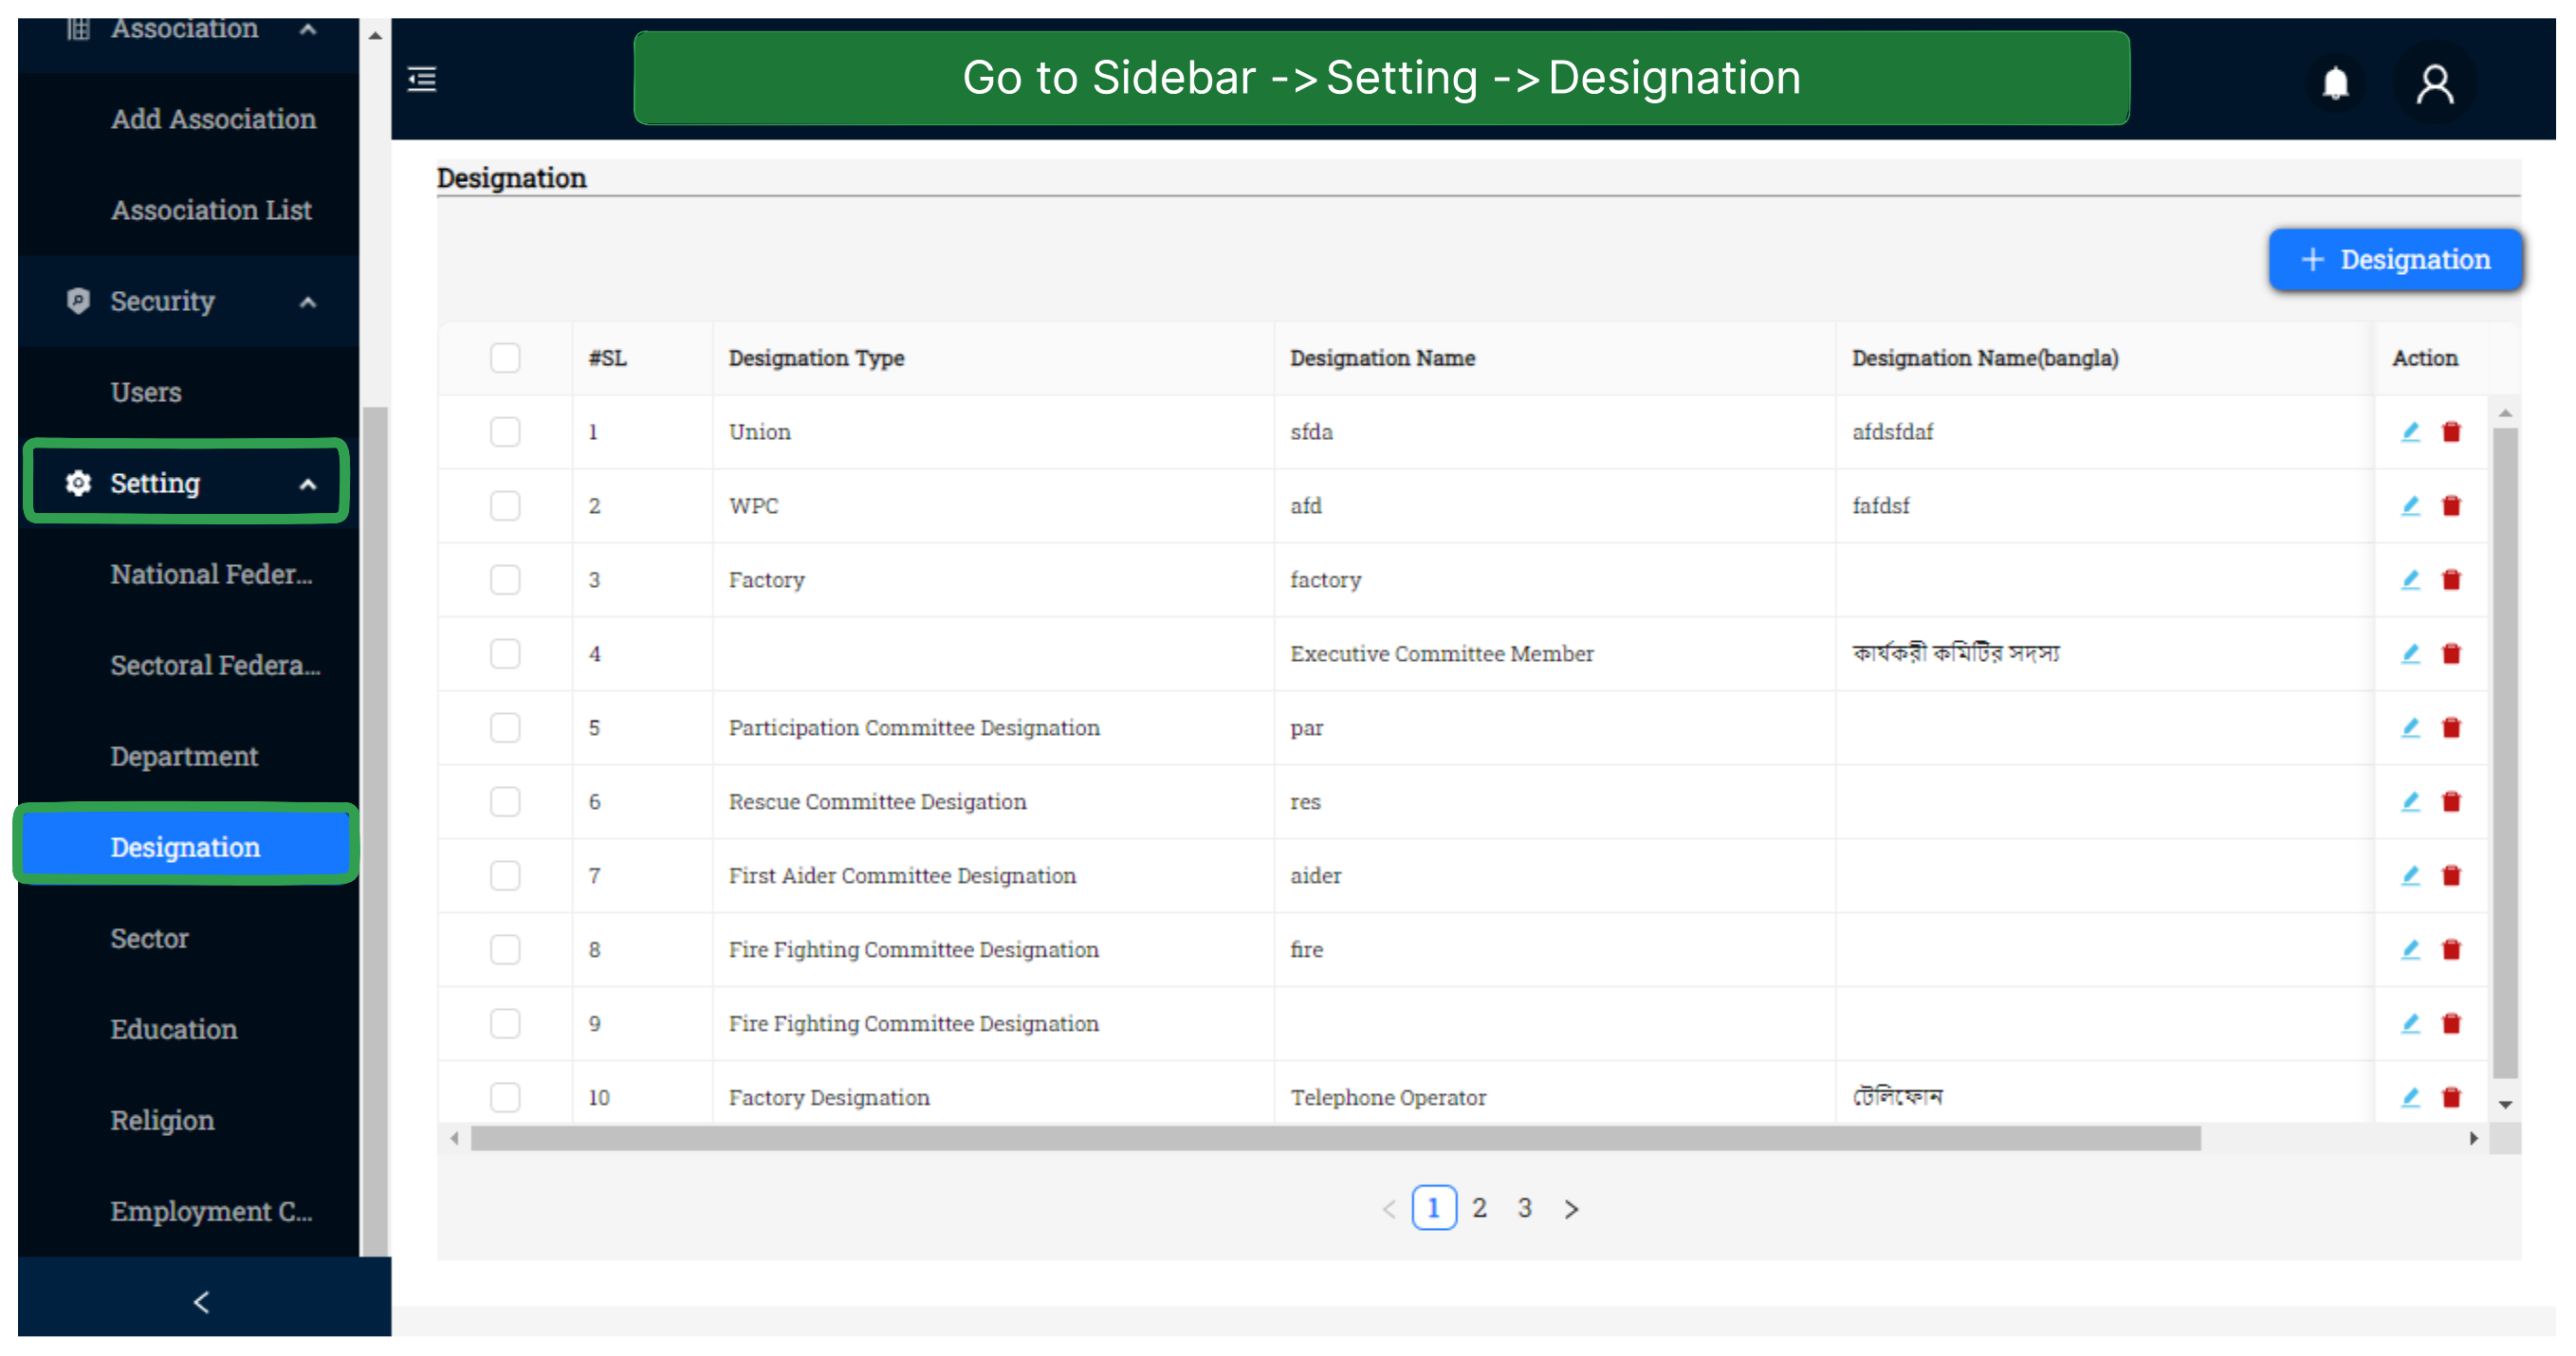 Association
Add Association
Association List
Security
Users
Setting
National Feder...
Sectoral Federa...
Department
Designation
Sector
Education
Religion
Employment C...
Go to Sidebar ->Setting ->Designation
Designation
+ Designation
#SL Designation Type Designation Name Designation Name(bangla) Action
1 Union sfda afdsfdaf
2 WPC afd fafdsf
3 Factory factory
4 Executive Committee Member কার্যকরী কমিটির সদস্য
5 Participation Committee Designation par
6 Rescue Committee Desigation res
7 First Aider Committee Designation aider
8 Fire Fighting Committee Designation fire
9 Fire Fighting Committee Designation
10 Factory Designation Telephone Operator টেলিফোন
< 1 2 3 >